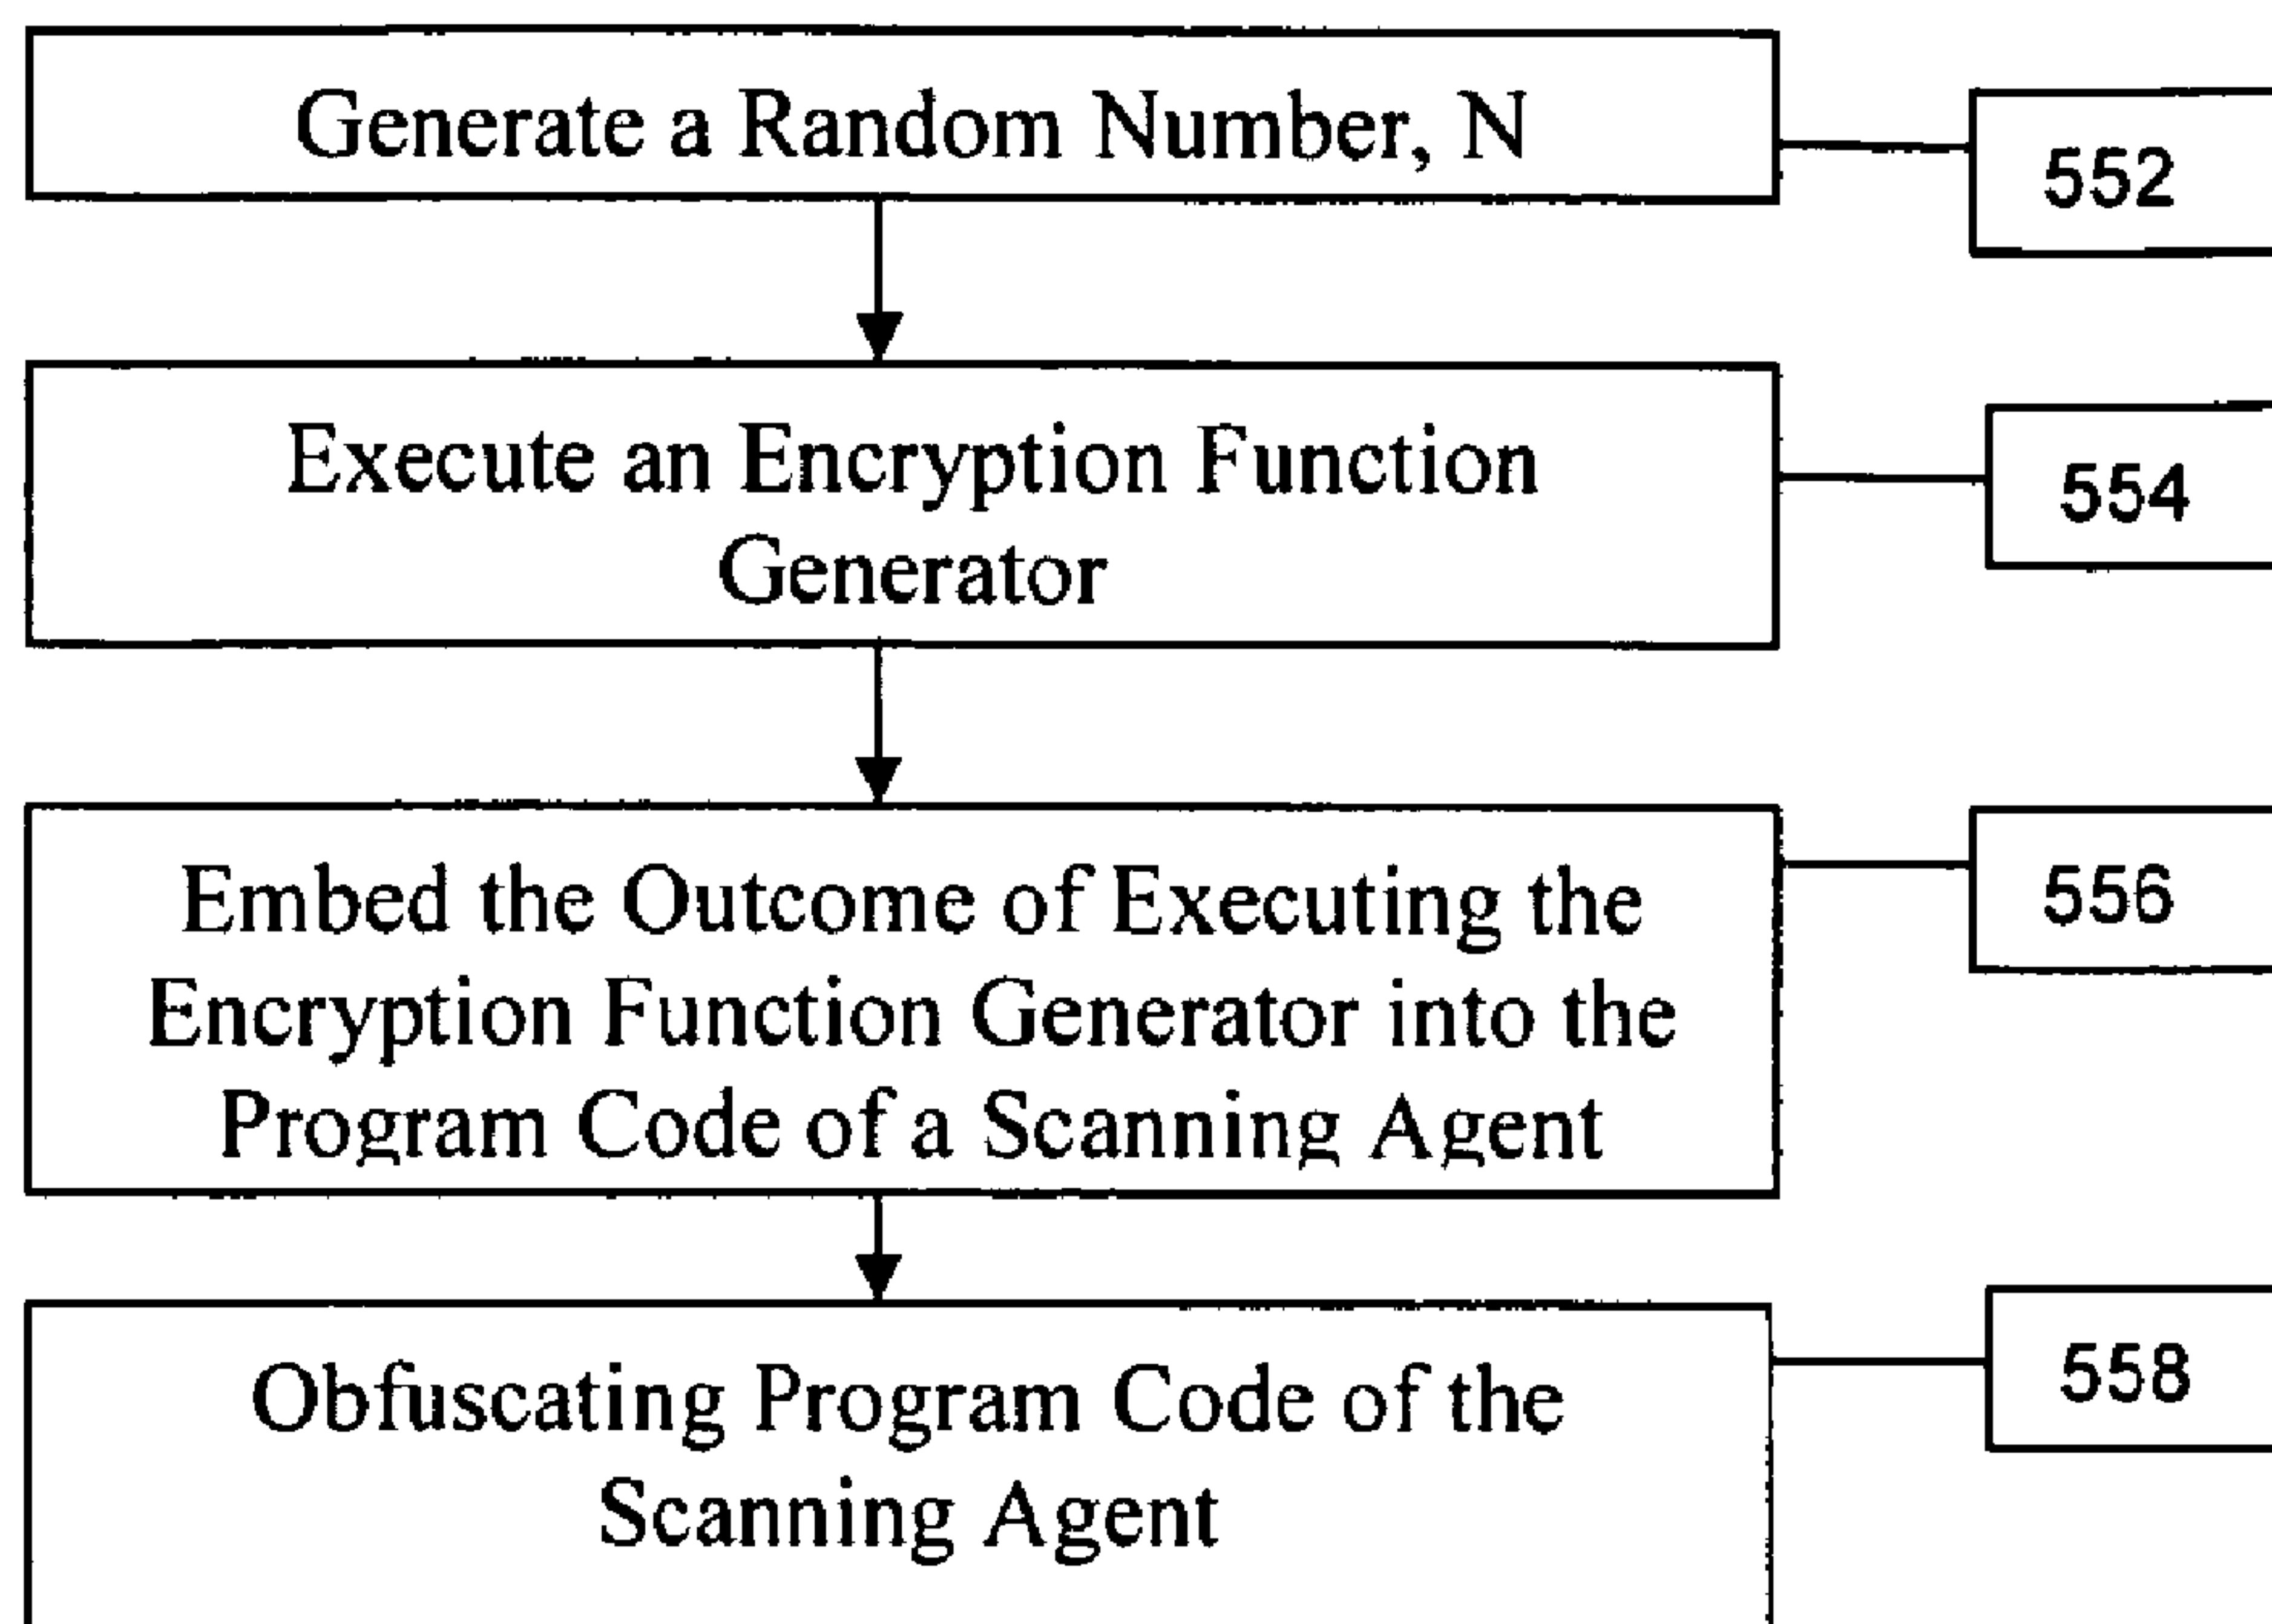 Generate a Random Number, N
552
Execute an Encryption Function
Generator
554
Embed the Outcome of Executing the
Encryption Function Generator into the
Program Code of a Scanning Agent
556
Obfuscating Program Code of the
Scanning Agent
558